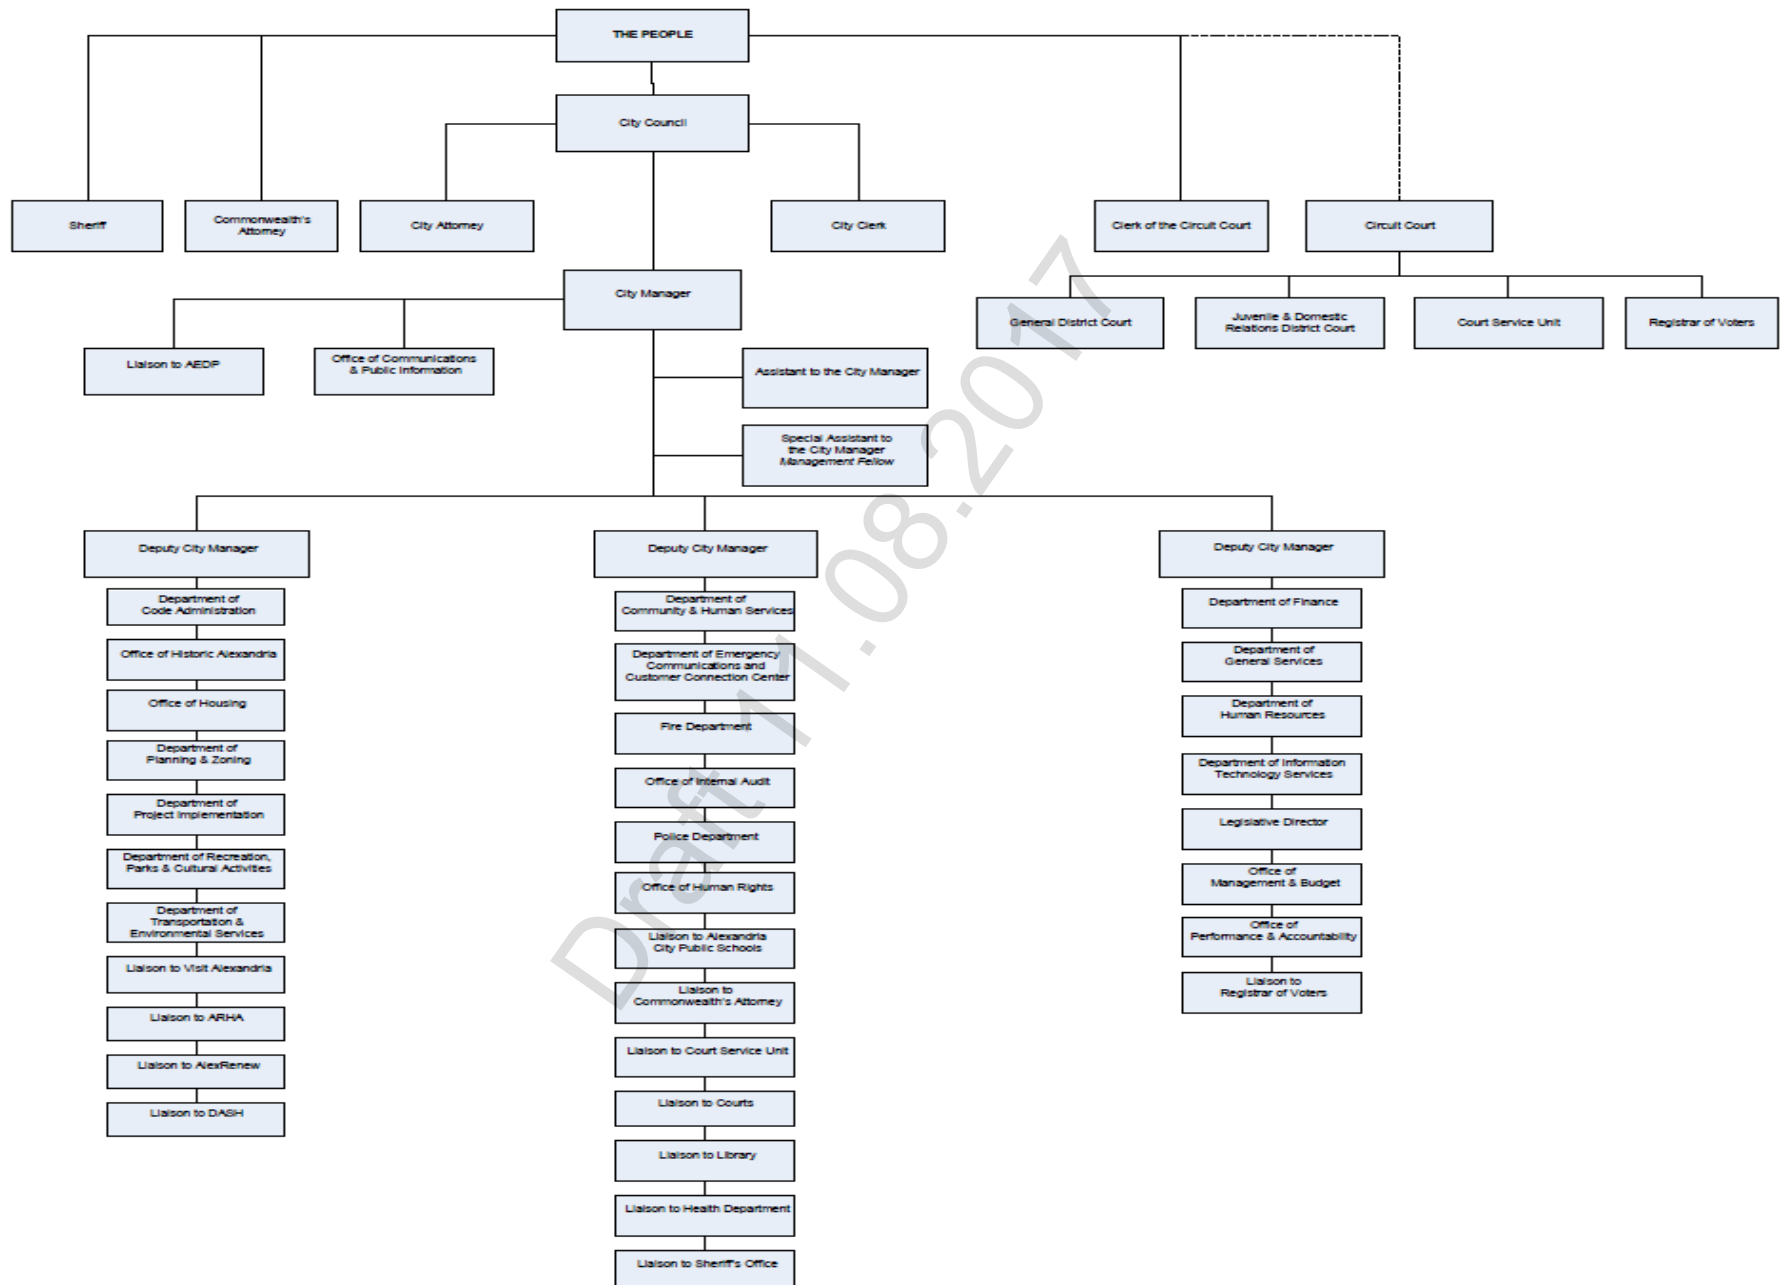 THE PEOPLE
City Council
Sheriff
Commonwealth's
Attorney
City Attorney
City Clerk
Clerk of the Circuit Court
Circuit Court
City Manager
General District Court
Juvenile & Domestic
Relations District Court
Court Service Unit
Registrar of Voters
Liaison to AEDP
Office of Communications
& Public Information
Assistant to the City Manager
Special Assistant to
the City Manager
Management Fellow
Deputy City Manager
Department of
Code Administration
Office of Historic Alexandria
Office of Housing
Department of
Planning & Zoning
Department of
Project Implementation
Department of Recreation,
Parks & Cultural Activities
Department of
Transportation &
Environmental Services
Liaison to Visit Alexandria
Liaison to ARHA
Liaison to AlexRenew
Liaison to DASH
Deputy City Manager
Department of
Community & Human Services
Department of Emergency
Communications and
Customer Connection Center
Fire Department
Office of Internal Audit
Police Department
Office of Human Rights
Liaison to Alexandria
City Public Schools
Liaison to
Commonwealth's Attorney
Liaison to Court Service Unit
Liaison to Courts
Liaison to Library
Liaison to Health Department
Liaison to Sheriff's Office
Deputy City Manager
Department of Finance
Department of
General Services
Department of
Human Resources
Department of Information
Technology Services
Legislative Director
Office of
Management & Budget
Office of
Performance & Accountability
Liaison to
Registrar of Voters
Draft 11.08.2017